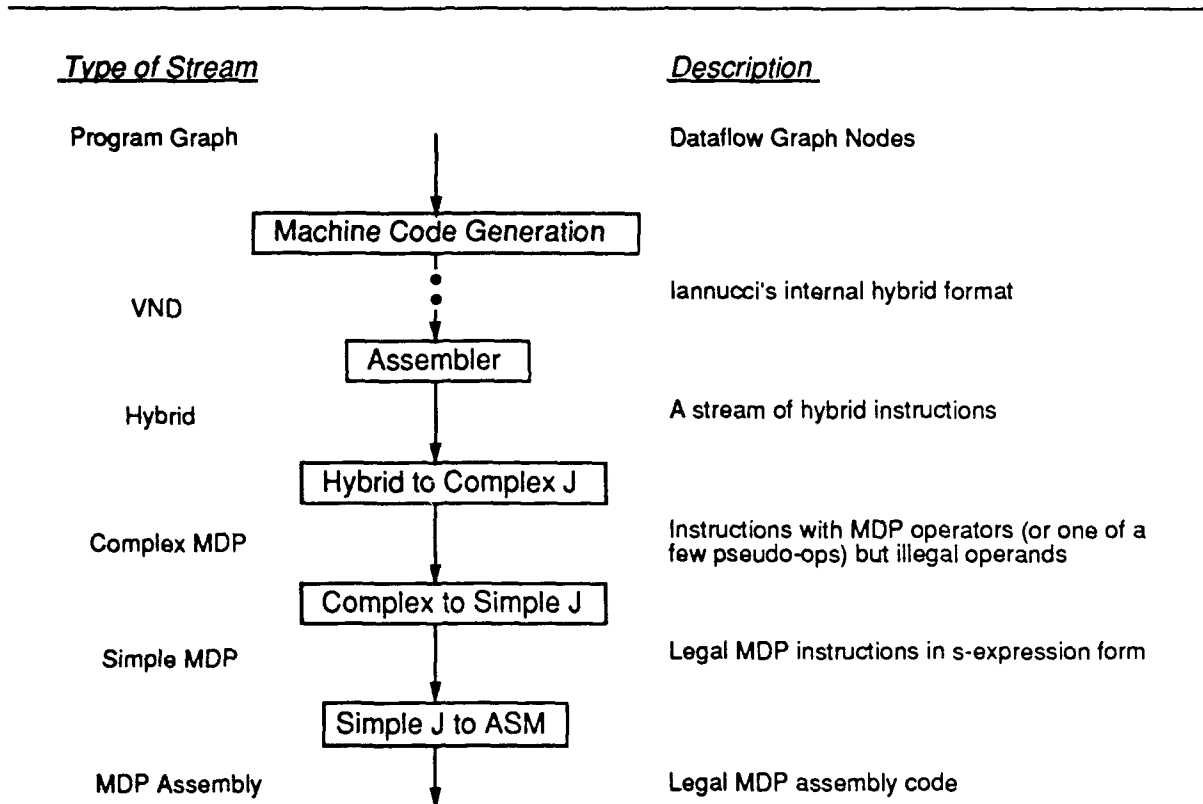 Type of Stream
Description
Program Graph
Dataflow Graph Nodes
Machine Code Generation
VND
Iannucci's internal hybrid format
Assembler
Hybrid
A stream of hybrid instructions
Hybrid to Complex J
Complex MDP
Instructions with MDP operators (or one of a
few pseudo-ops) but illegal operands
Complex to Simple J
Simple MDP
Legal MDP instructions in s-expression form
Simple J to ASM
MDP Assembly
Legal MDP assembly code